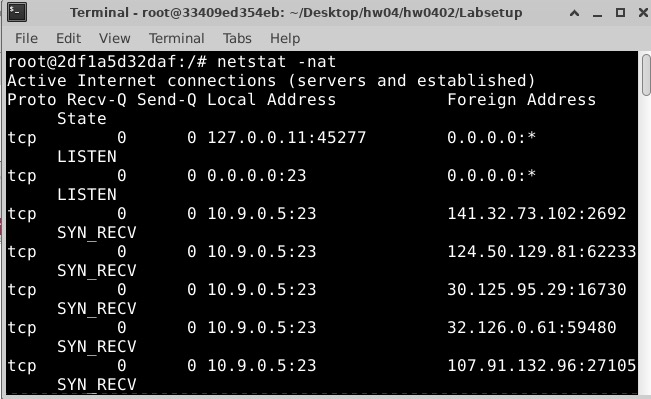 Terminal - root@33409ed354eb: ~/Desktop/hw04/hw0402/Labsetup
File Edit View Terminal Tabs Help
root@2df1a5d32daf:/# netstat -nat
Active Internet connections (servers and established)
Proto Recv-Q Send-Q Local Address Foreign Address
State
tcp 0 0 127.0.0.11:45277 0.0.0.0:*
LISTEN
tcp 0 0 0.0.0.0:23 0.0.0.0:*
LISTEN
tcp 0 0 10.9.0.5:23 141.32.73.102:2692
SYN_RECV
tcp 0 0 10.9.0.5:23 124.50.129.81:62233
SYN_RECV
tcp 0 0 10.9.0.5:23 30.125.95.29:16730
SYN_RECV
tcp 0 0 10.9.0.5:23 32.126.0.61:59480
SYN_RECV
tcp 0 0 10.9.0.5:23 107.91.132.96:27105
SYN_RECV